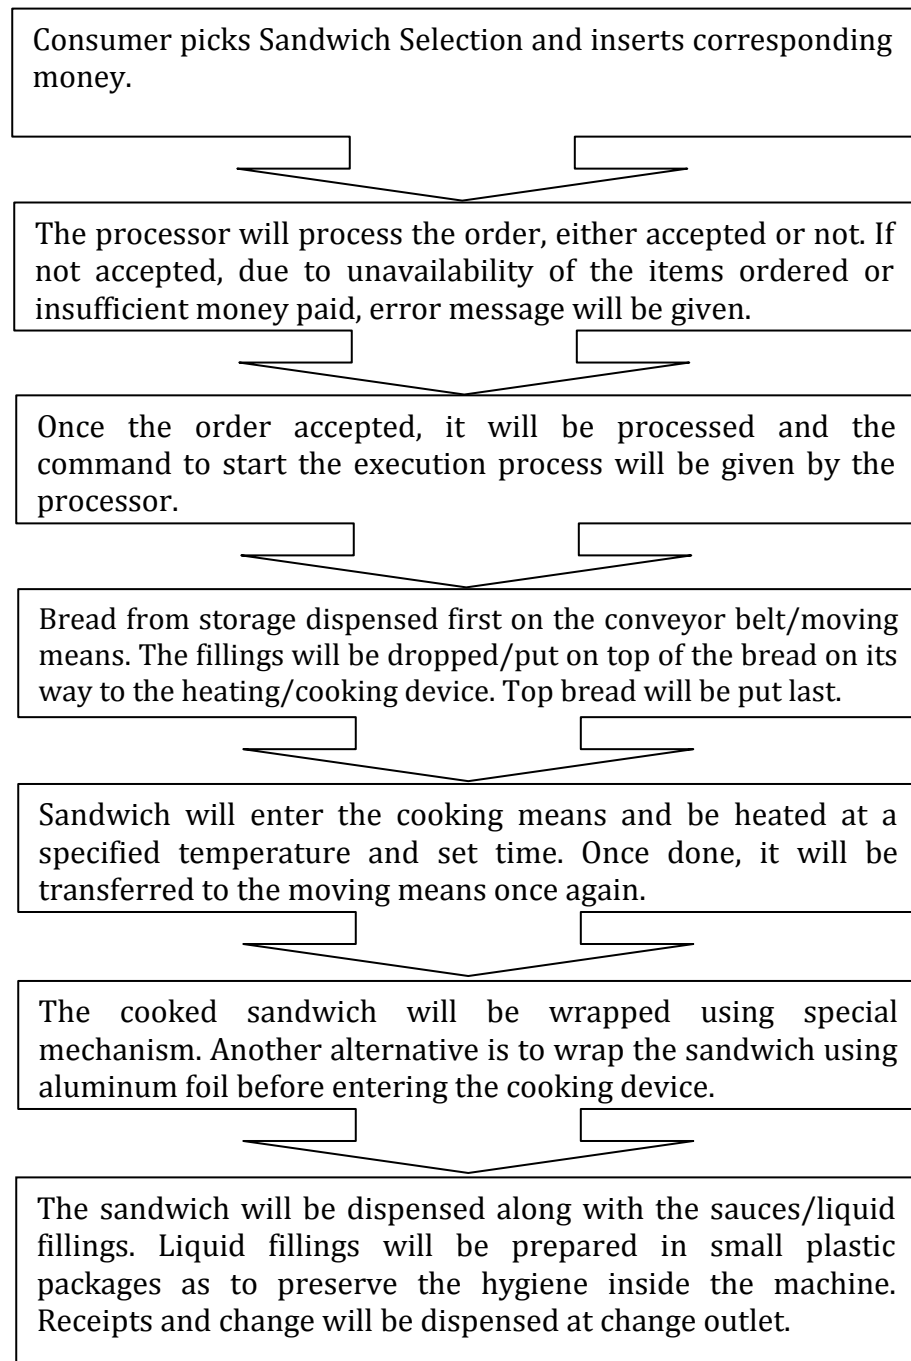 Consumer picks Sandwich Selection and inserts corresponding
money.
The processor will process the order, either accepted or not. If
not accepted, due to unavailability of the items ordered or
insufficient money paid, error message will be given.
Once the order accepted, it will be processed and the
command to start the execution process will be given by the
processor.
Bread from storage dispensed first on the conveyor belt/moving
means. The fillings will be dropped/put on top of the bread on its
way to the heating/cooking device. Top bread will be put last.
Sandwich will enter the cooking means and be heated at a
specified temperature and set time. Once done, it will be
transferred to the moving means once again.
The cooked sandwich will be wrapped using special
mechanism. Another alternative is to wrap the sandwich using
aluminum foil before entering the cooking device.
The sandwich will be dispensed along with the sauces/liquid
fillings. Liquid fillings will be prepared in small plastic
packages as to preserve the hygiene inside the machine.
Receipts and change will be dispensed at change outlet.